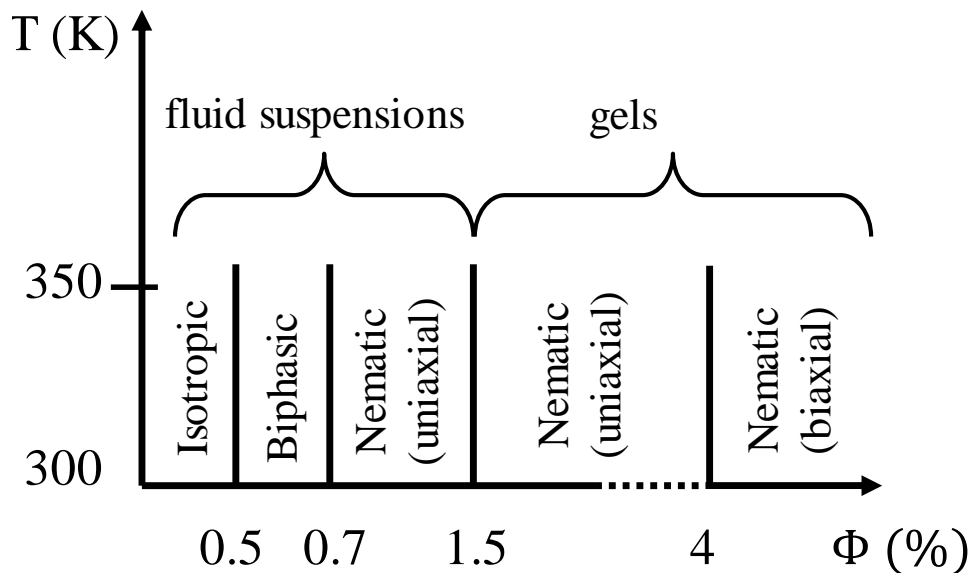 T (K)
fluid suspensions
gels
350
300
Isotropic
Biphasic
Nematic
(uniaxial)
Nematic
(uniaxial)
Nematic
(biaxial)
0.5
0.7
1.5
4
Φ (%)